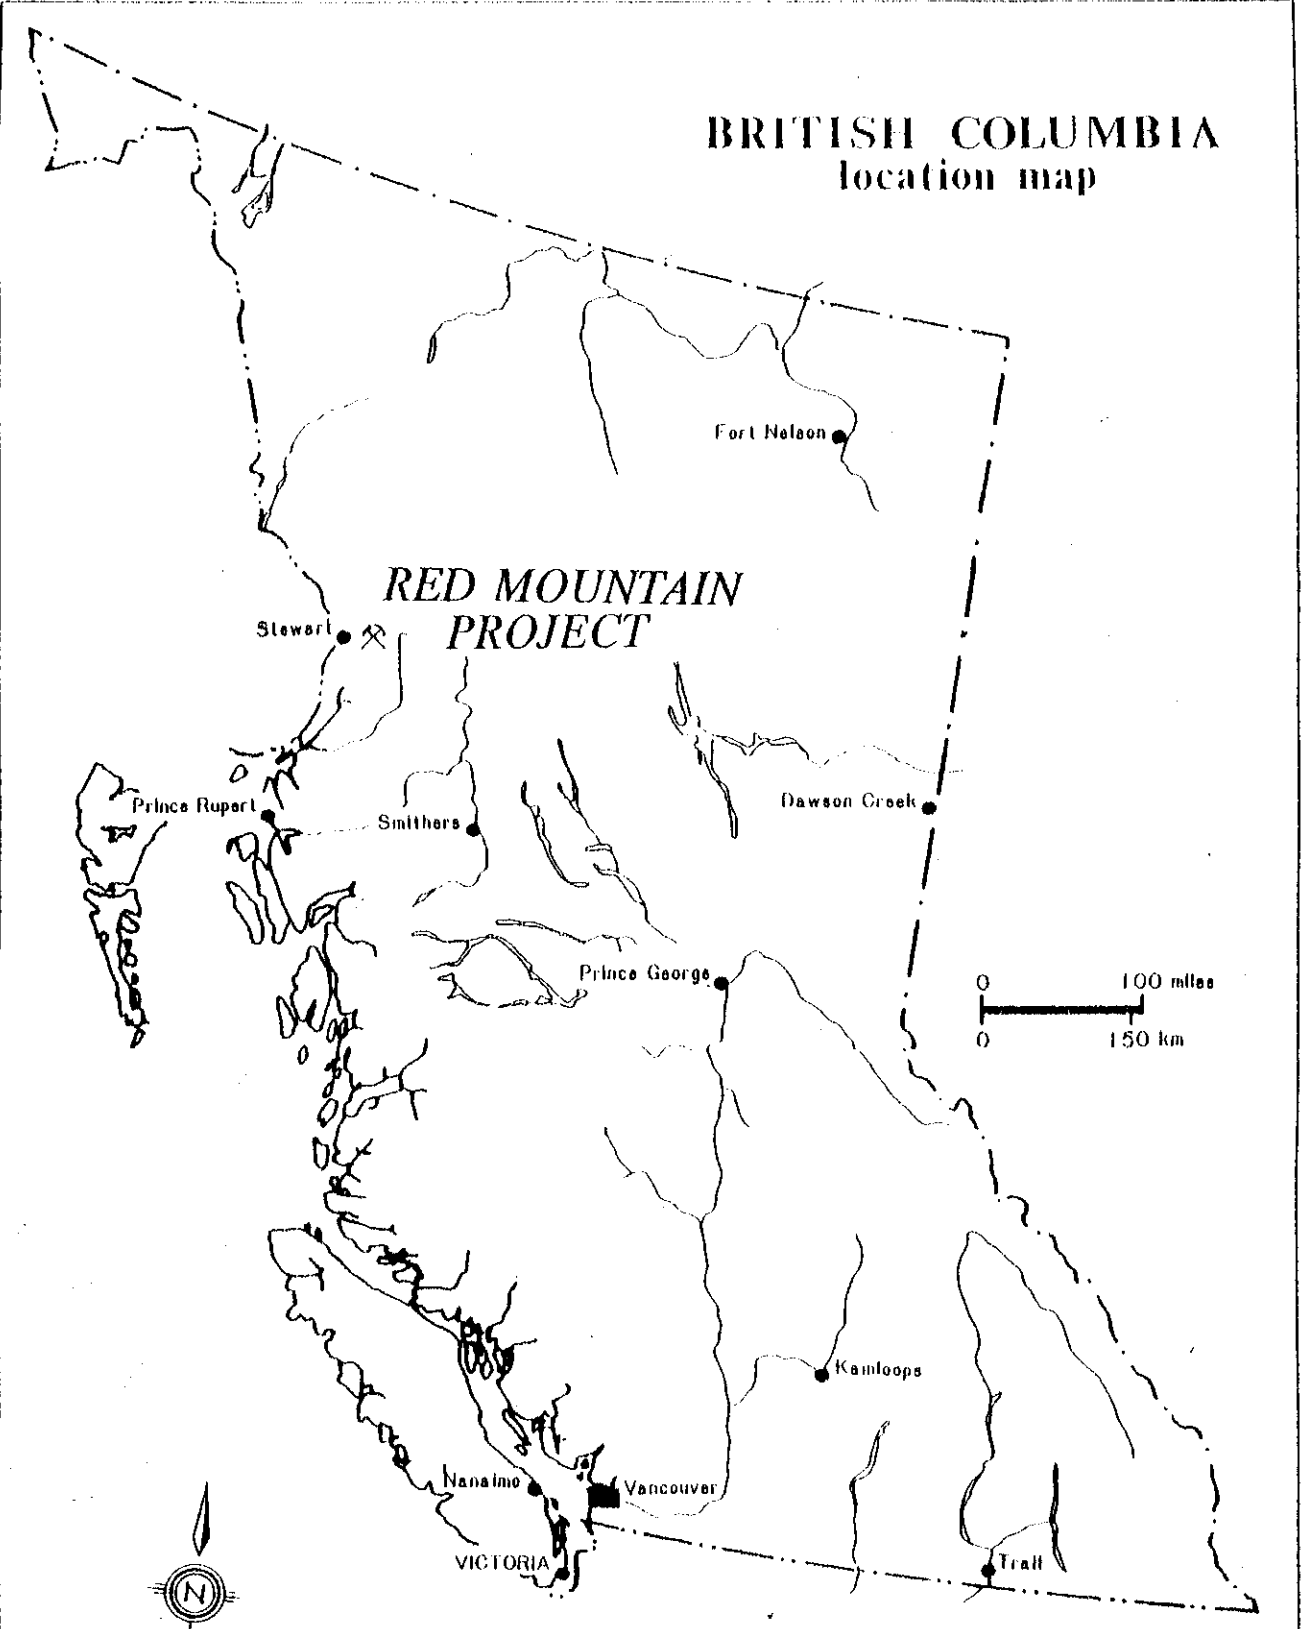 BRITISH COLUMBIA
location map
Fort Nelson
RED MOUNTAIN
PROJECT
Stewart
Prince Rupert
Smithers
Dawson Creek
Prince George
0 100 miles
0 150 km
Kamloops
Nanaimo
Vancouver
VICTORIA
Trail
N